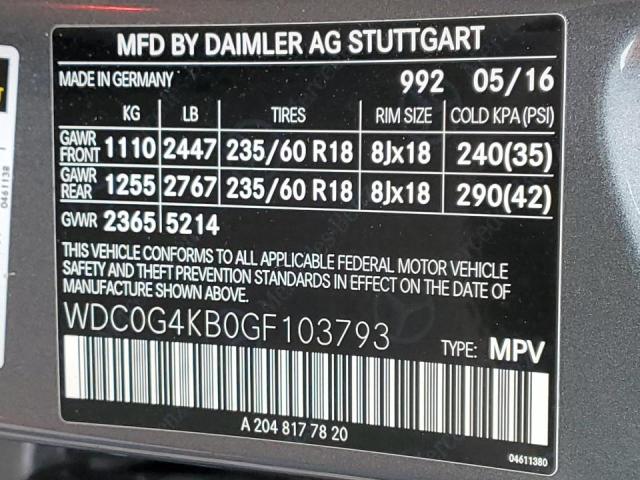 MFD BY DAIMLER AG STUTTGART
MADE IN GERMANY 992 05/16
KG LB TIRES RIM SIZE COLD KPA(PSI)
GAWR FRONT 1110 2447 235/60 R18 8Jx18 240(35)
GAWR REAR 1255 2767 235/60 R18 8Jx18 290(42)
GVWR 2365 5214
THIS VEHICLE CONFORMS TO ALL APPLICABLE FEDERAL MOTOR VEHICLE
SAFETY AND THEFT PREVENTION STANDARDS IN EFFECT ON THE DATE
OF MANUFACTURE SHOWN ABOVE.
WDC0G4KB0GF103793 TYPE: MPV
A 204 817 78 20
04611380